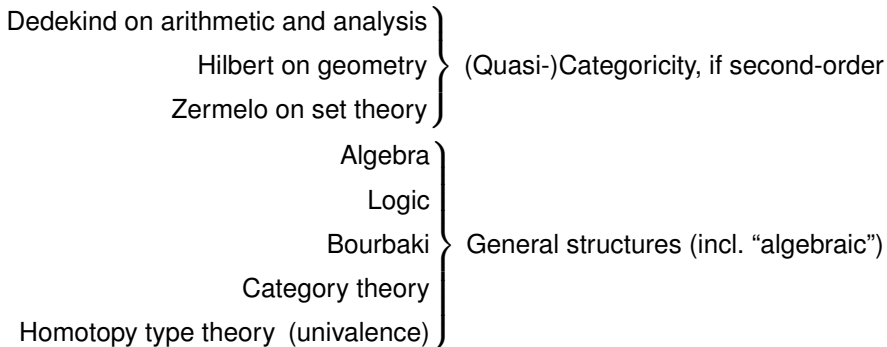 Dedekind on arithmetic and analysis
Hilbert on geometry
Zermelo on set theory
(Quasi-)Categoricity, if second-order
Algebra
Logic
Bourbaki
Category theory
Homotopy type theory (univalence)
General structures (incl. “algebraic”)